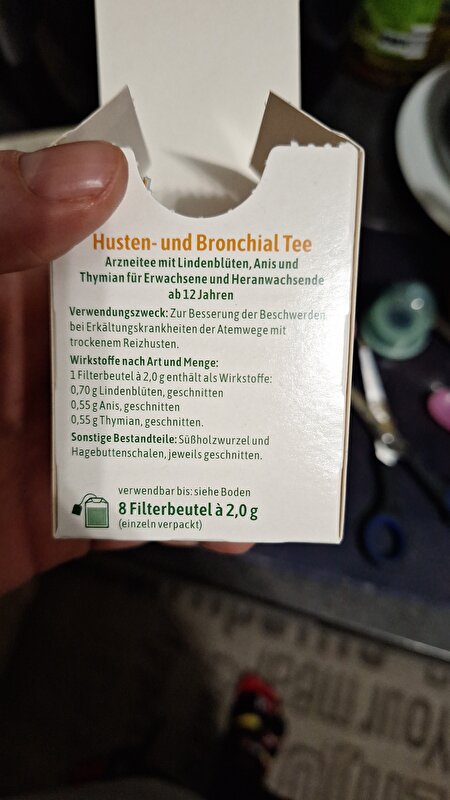 Husten- und Bronchial Tee
Arzneitee mit Lindenblüten, Anis und
Thymian für Erwachsene und Heranwachsende
ab 12 Jahren
Verwendungszweck: Zur Besserung der Beschwerden
bei Erkältungskrankheiten der Atemwege mit
trockenem Reizhusten.
Wirkstoffe nach Art und Menge:
1 Filterbeutel à 2,0 g enthält als Wirkstoffe:
0,70 g Lindenblüten, geschnitten
0,55 g Anis, geschnitten
0,55 g Thymian, geschnitten.
Sonstige Bestandteile: Süßholzwurzel und
Hagebuttenschalen, jeweils geschnitten.
verwendbar bis: siehe Boden
8 Filterbeutel à 2,0 g
(einzeln verpackt)
Your mea